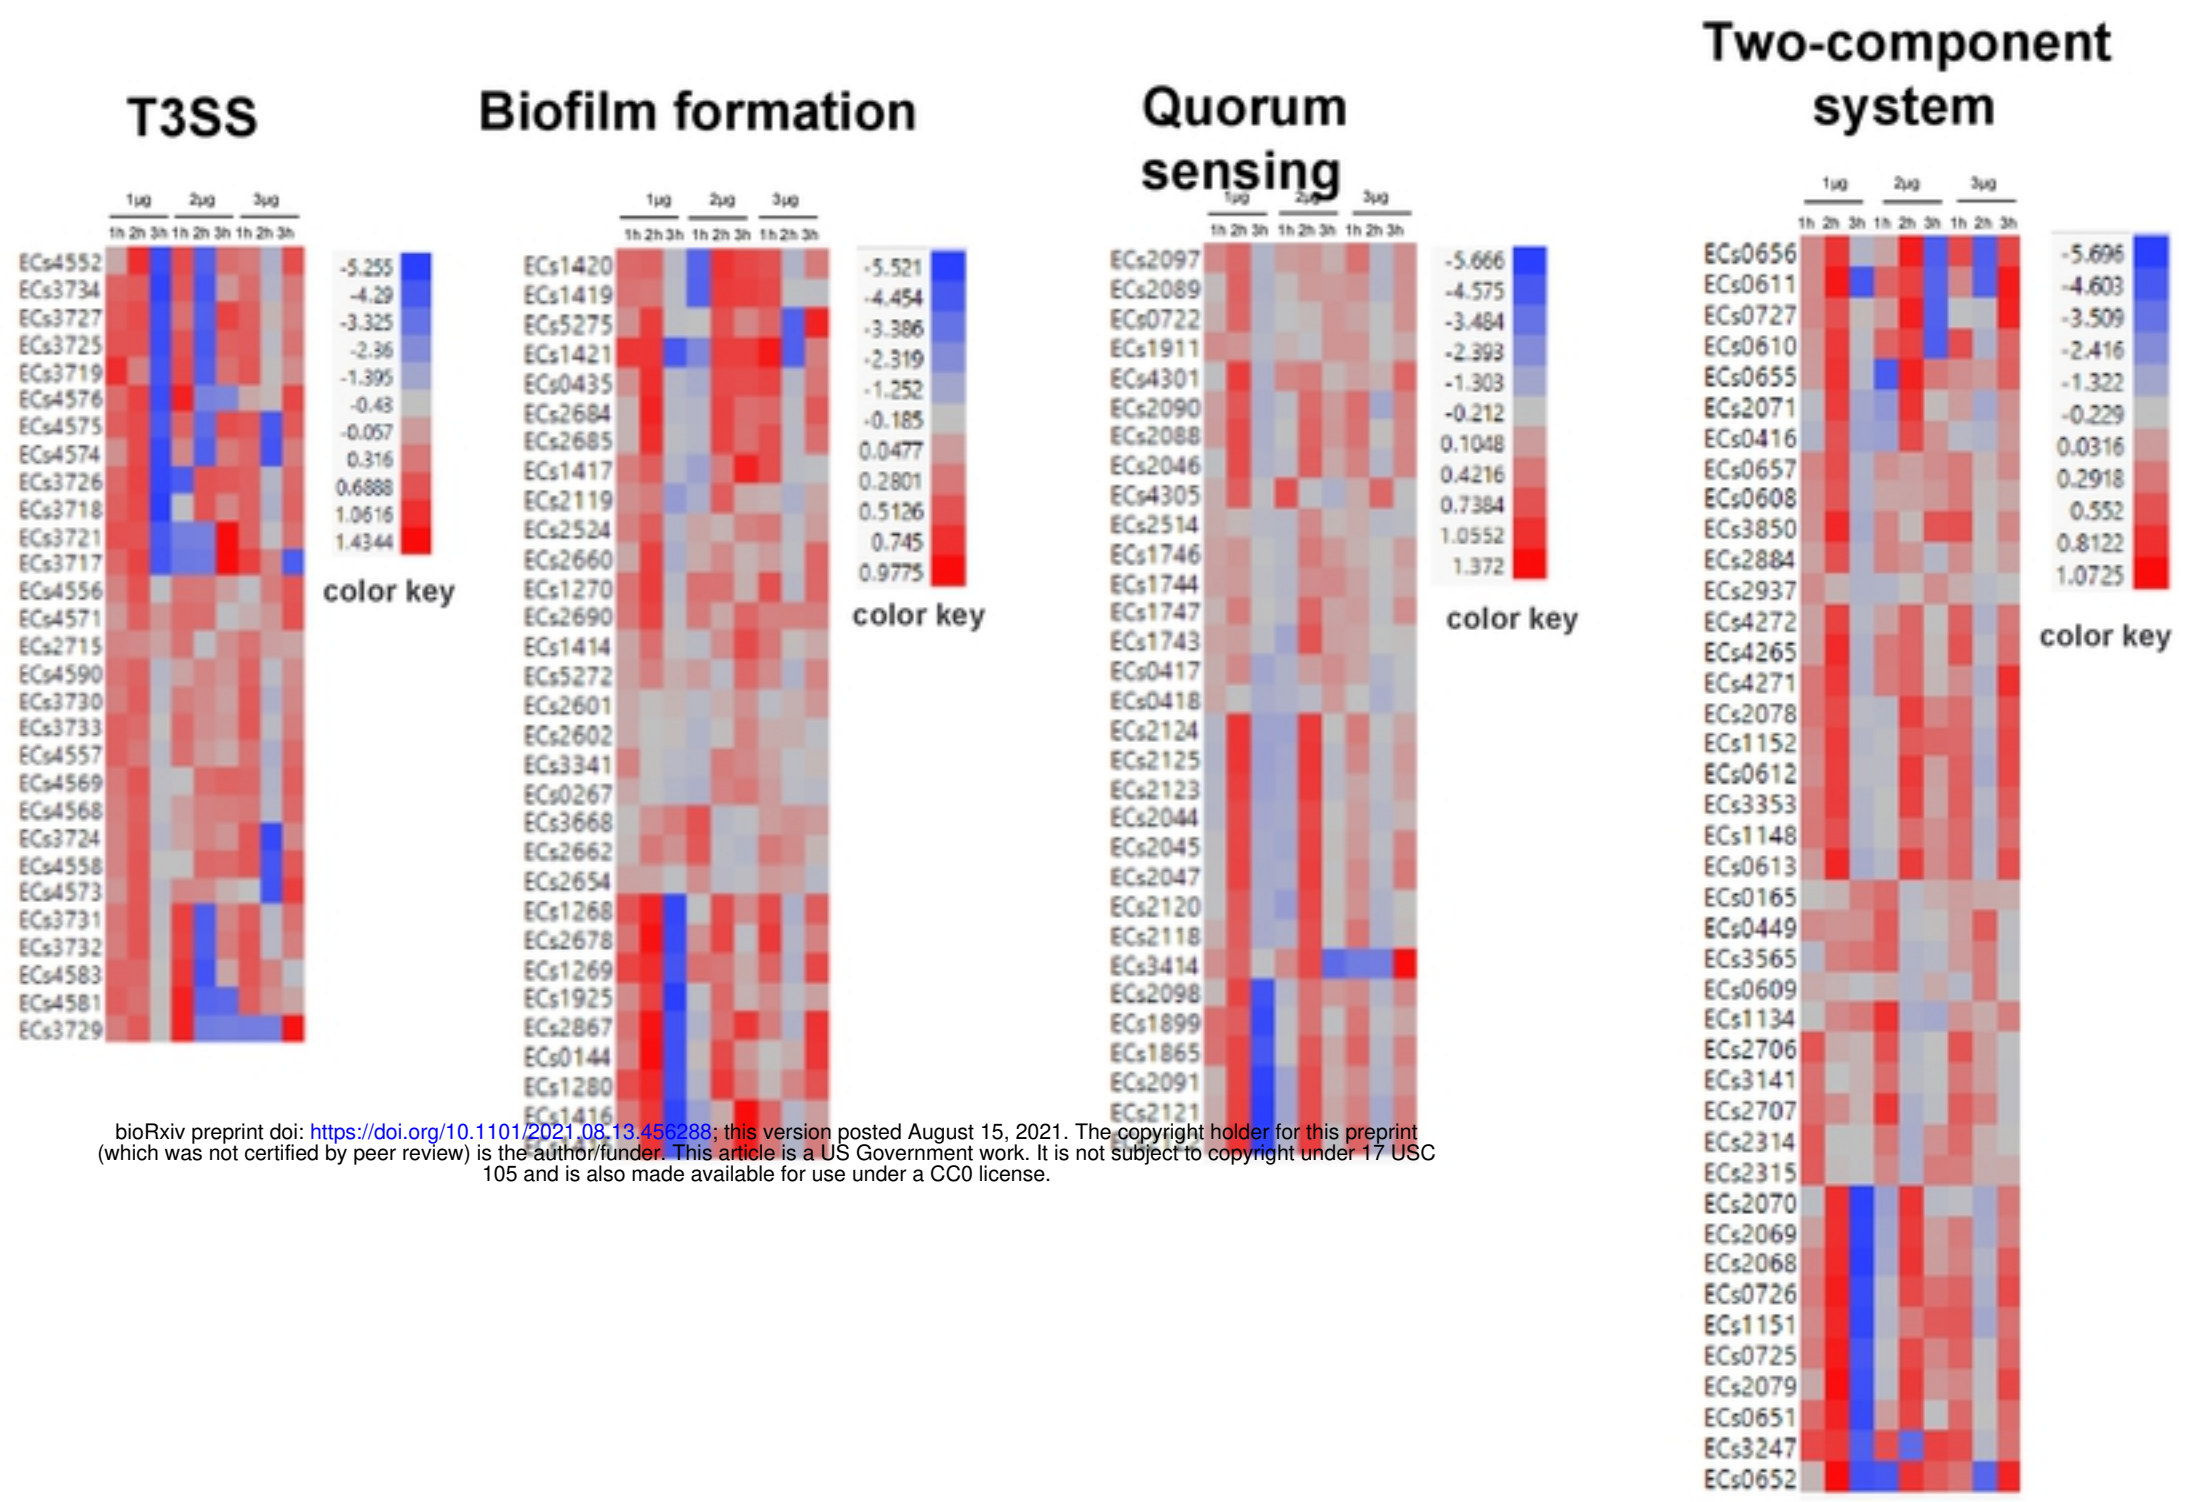 T3SS
1µg 2µg 3µg
1h 2h 3h 1h 2h 3h 1h 2h 3h
ECs4552
ECs3734
ECs3727
ECs3725
ECs3719
ECs4576
ECs4575
ECs4574
ECs3726
ECs3718
ECs3721
ECs3717
ECs4556
ECs4571
ECs2715
ECs4590
ECs3730
ECs3733
ECs4557
ECs4569
ECs4568
ECs3724
ECs4558
ECs4573
ECs3731
ECs3732
ECs4583
ECs4581
ECs3729
-5.255
-4.29
-3.325
-2.36
-1.395
-0.43
-0.057
0.316
0.6888
1.0616
1.4344
color key
Biofilm formation
1µg 2µg 3µg
1h 2h 3h 1h 2h 3h 1h 2h 3h
ECs1420
ECs1419
ECs5275
ECs1421
ECs0435
ECs2684
ECs2685
ECs1417
ECs2119
ECs2524
ECs2660
ECs1270
ECs2690
ECs1414
ECs5272
ECs2601
ECs2602
ECs3341
ECs0267
ECs3668
ECs2662
ECs2654
ECs1268
ECs2678
ECs1269
ECs1925
ECs2867
ECs0144
ECs1280
ECs1416
-5.521
-4.454
-3.386
-2.319
-1.252
-0.185
0.0477
0.2801
0.5126
0.745
0.9775
color key
Quorum
sensing
1µg 2µg 3µg
1h 2h 3h 1h 2h 3h 1h 2h 3h
ECs2097
ECs2089
ECs0722
ECs1911
ECs4301
ECs2090
ECs2088
ECs2046
ECs4305
ECs2514
ECs1746
ECs1744
ECs1747
ECs1743
ECs0417
ECs0418
ECs2124
ECs2125
ECs2123
ECs2044
ECs2045
ECs2047
ECs2120
ECs2118
ECs3414
ECs2098
ECs1899
ECs1865
ECs2091
ECs2121
-5.666
-4.575
-3.484
-2.393
-1.303
-0.212
0.1048
0.4216
0.7384
1.0552
1.372
color key
Two-component
system
1µg 2µg 3µg
1h 2h 3h 1h 2h 3h 1h 2h 3h
ECs0656
ECs0611
ECs0727
ECs0610
ECs0655
ECs2071
ECs0416
ECs0657
ECs0608
ECs3850
ECs2884
ECs2937
ECs4272
ECs4265
ECs4271
ECs2078
ECs1152
ECs0612
ECs3353
ECs1148
ECs0613
ECs0165
ECs0449
ECs3565
ECs0609
ECs1134
ECs2706
ECs3141
ECs2707
ECs2314
ECs2315
ECs2070
ECs2069
ECs2068
ECs0726
ECs1151
ECs0725
ECs2079
ECs0651
ECs3247
ECs0652
-5.696
-4.603
-3.509
-2.416
-1.322
-0.229
0.0316
0.2918
0.552
0.8122
1.0725
color key
bioRxiv preprint doi: https://doi.org/10.1101/2021.08.13.456288; this version posted August 15, 2021. The copyright holder for this preprint
(which was not certified by peer review) is the author/funder. This article is a US Government work. It is not subject to copyright under 17 USC
105 and is also made available for use under a CC0 license.